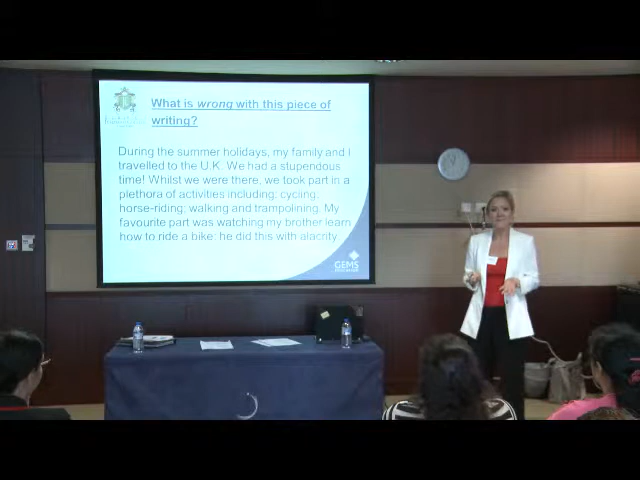 What is wrong with this piece of
writing?
During the summer holidays, my family and I
travelled to the U.K. We had a stupendous
time! Whilst we were there, we took part in a
plethora of activities including: cycling;
horse-riding; walking and trampolining. My
favourite part was watching my brother learn
how to ride a bike: he did this with alacrity.
GEMS